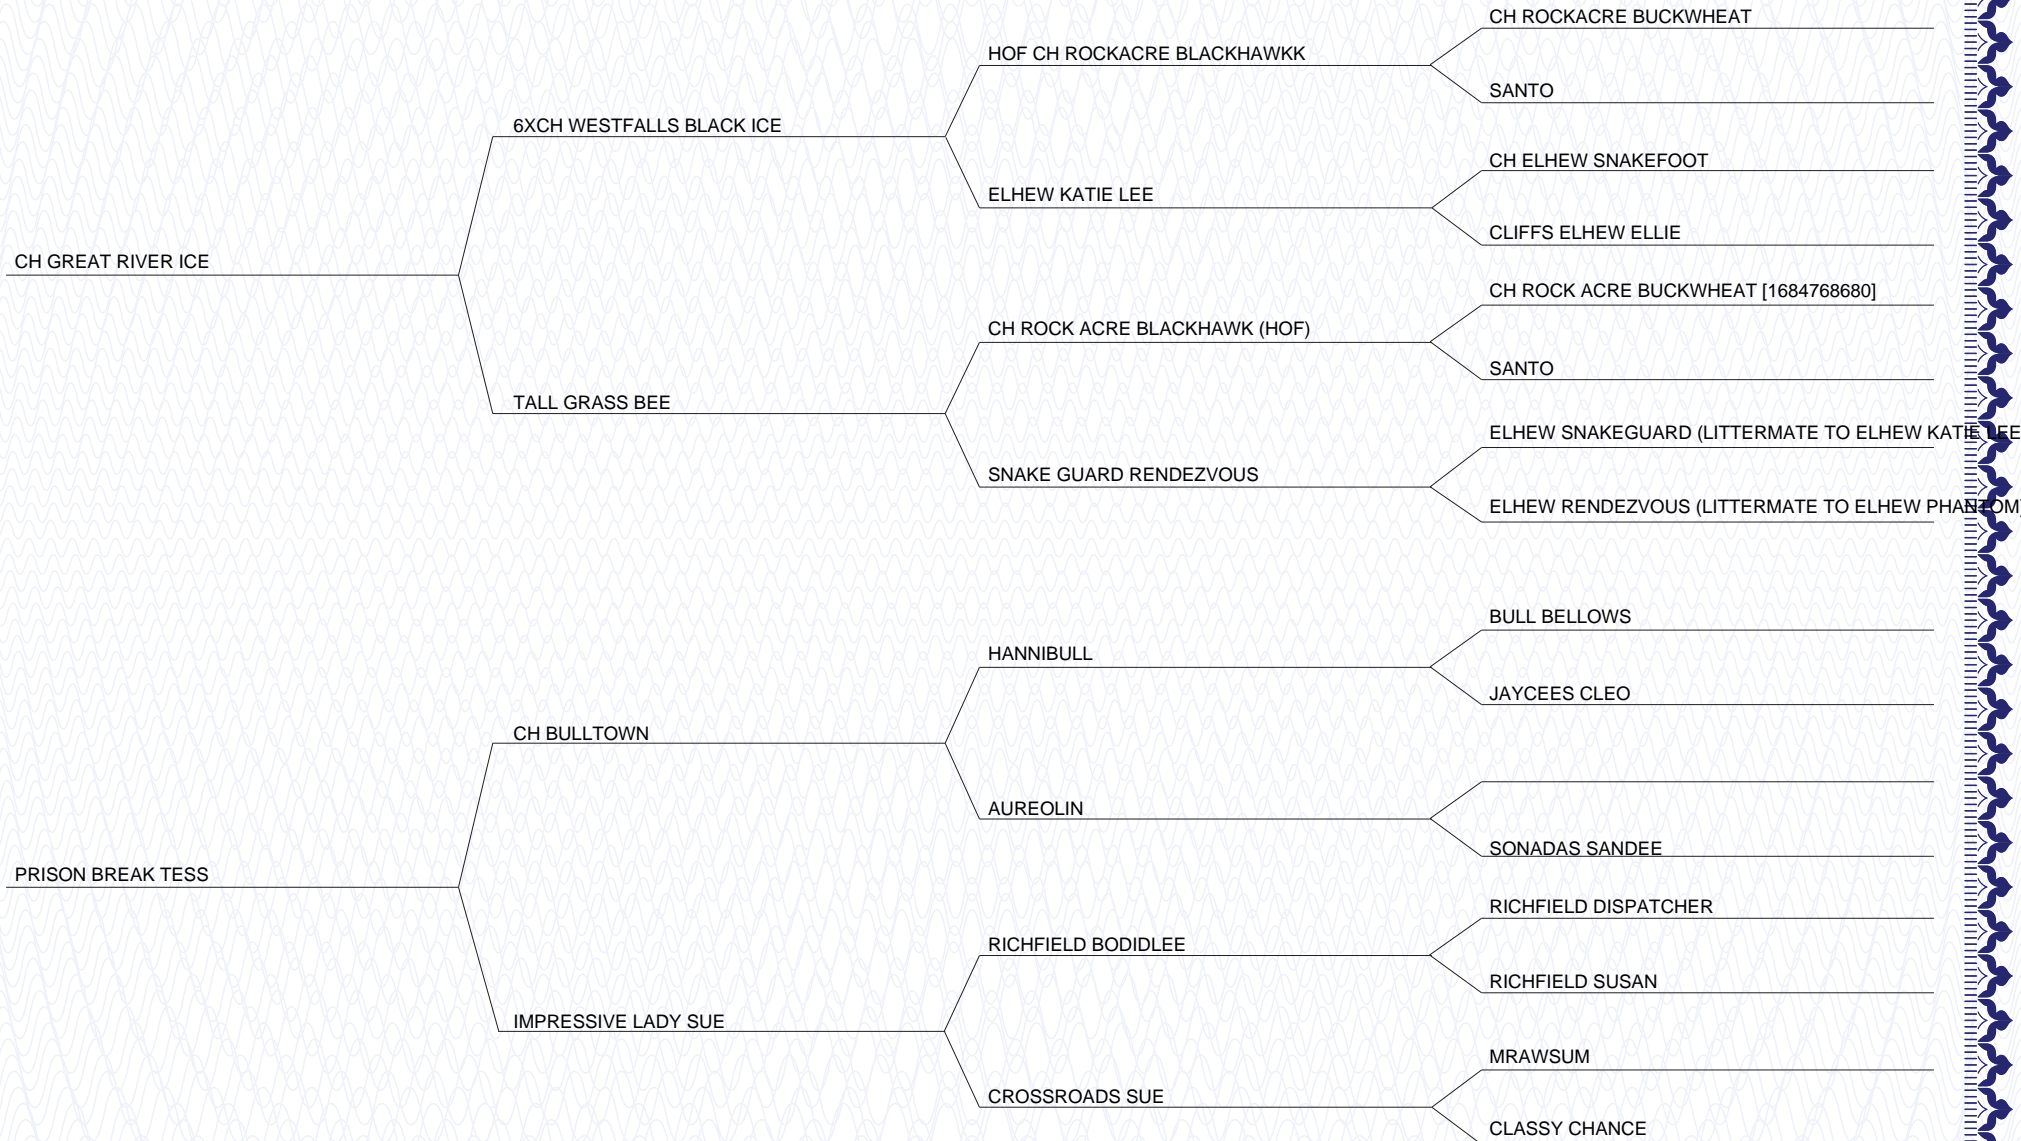 CH ROCKACRE BUCKWHEAT
HOF CH ROCKACRE BLACKHAWKK
SANTO
6XCH WESTFALLS BLACK ICE
CH ELHEW SNAKEFOOT
ELHEW KATIE LEE
CLIFFS ELHEW ELLIE
CH GREAT RIVER ICE
CH ROCK ACRE BUCKWHEAT [1684768680]
CH ROCK ACRE BLACKHAWK (HOF)
SANTO
TALL GRASS BEE
ELHEW SNAKEGUARD (LITTERMATE TO ELHEW KATIE LEE
SNAKE GUARD RENDEZVOUS
ELHEW RENDEZVOUS (LITTERMATE TO ELHEW PHANTOM)
BULL BELLOWS
HANNIBULL
JAYCEES CLEO
CH BULLTOWN
AUREOLIN
SONADAS SANDEE
PRISON BREAK TESS
RICHFIELD DISPATCHER
RICHFIELD BODIDLEE
RICHFIELD SUSAN
IMPRESSIVE LADY SUE
MRAWSUM
CROSSROADS SUE
CLASSY CHANCE